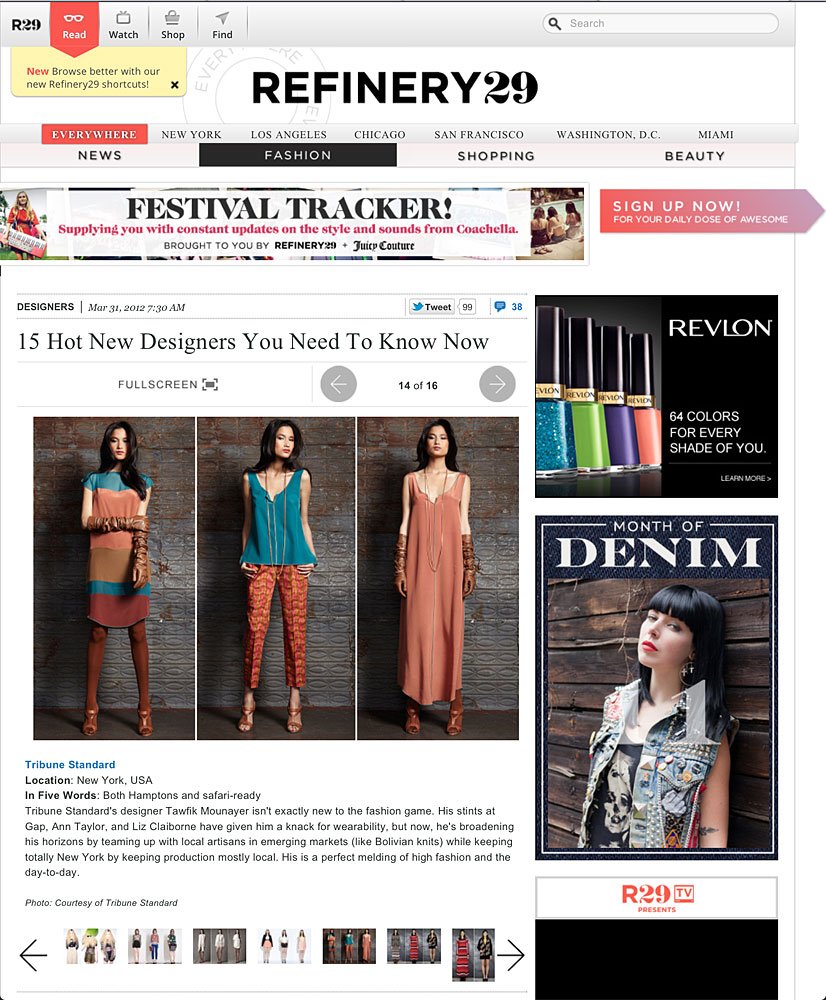 R29
Read
Watch
Shop
Find
Search
New Browse better with our
new Refinery29 shortcuts!
EVERYWHERE
REFINERY29
EVERYWHERE
NEW YORK
LOS ANGELES
CHICAGO
SAN FRANCISCO
WASHINGTON, D.C.
MIAMI
NEWS
FASHION
SHOPPING
BEAUTY
FESTIVAL TRACKER!
Supplying you with constant updates on the style and sounds from Coachella.
BROUGHT TO YOU BY REFINERY29 + Juicy Couture
SIGN UP NOW!
FOR YOUR DAILY DOSE OF AWESOME
DESIGNERS | Mar 31, 2012 7:30 AM
Tweet
99
38
15 Hot New Designers You Need To Know Now
FULLSCREEN
14 of 16
Tribune Standard
Location: New York, USA
In Five Words: Both Hamptons and safari-ready
Tribune Standard's designer Tawfik Mounayer isn't exactly new to the fashion game. His stints at
Gap, Ann Taylor, and Liz Claiborne have given him a knack for wearability, but now, he's broadening
his horizons by teaming up with local artisans in emerging markets (like Bolivian knits) while keeping
totally New York by keeping production mostly local. His is a perfect melding of high fashion and the
day-to-day.
Photo: Courtesy of Tribune Standard
REVLON
REVLON
REVLON
REVLON
REVLON
64 COLORS
FOR EVERY
SHADE OF YOU.
LEARN MORE >
MONTH OF
DENIM
1
R29 TV
PRESENTS